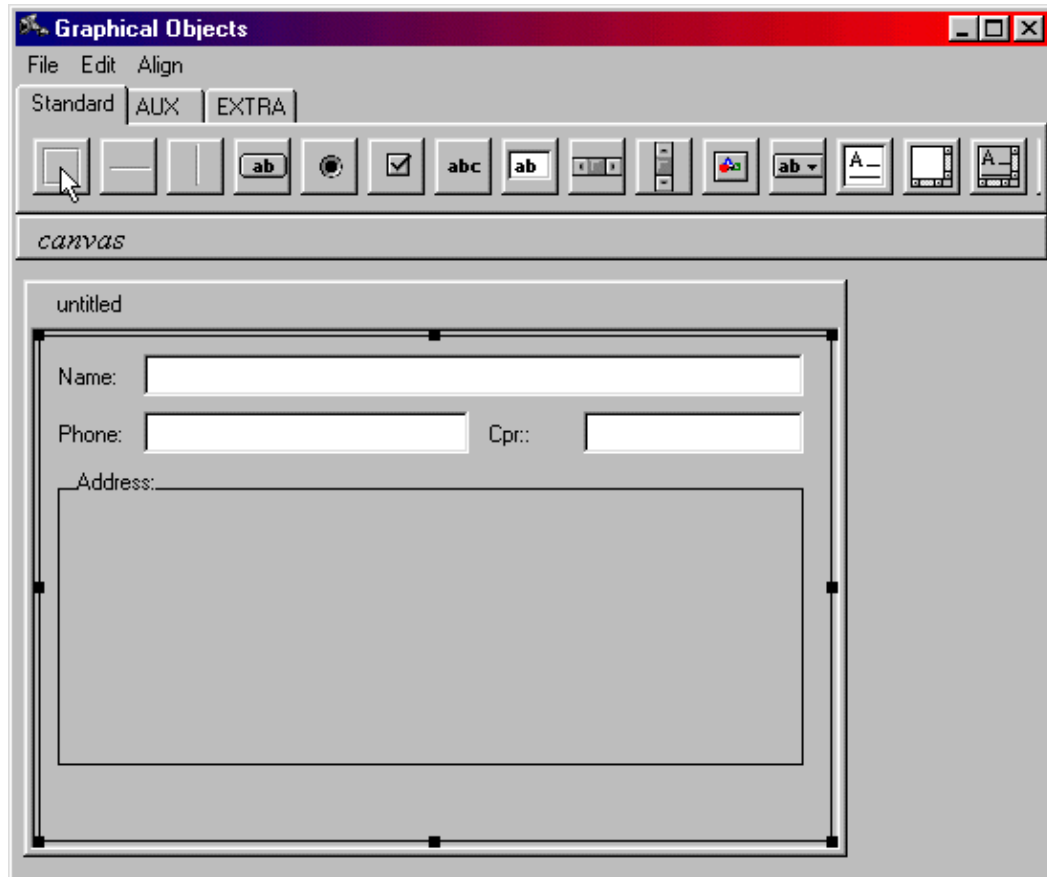 Graphical Objects
File Edit Align
Standard AUX EXTRA
ab abc ab ab A A
canvas
untitled
Name:
Phone: Cpr::
Address: